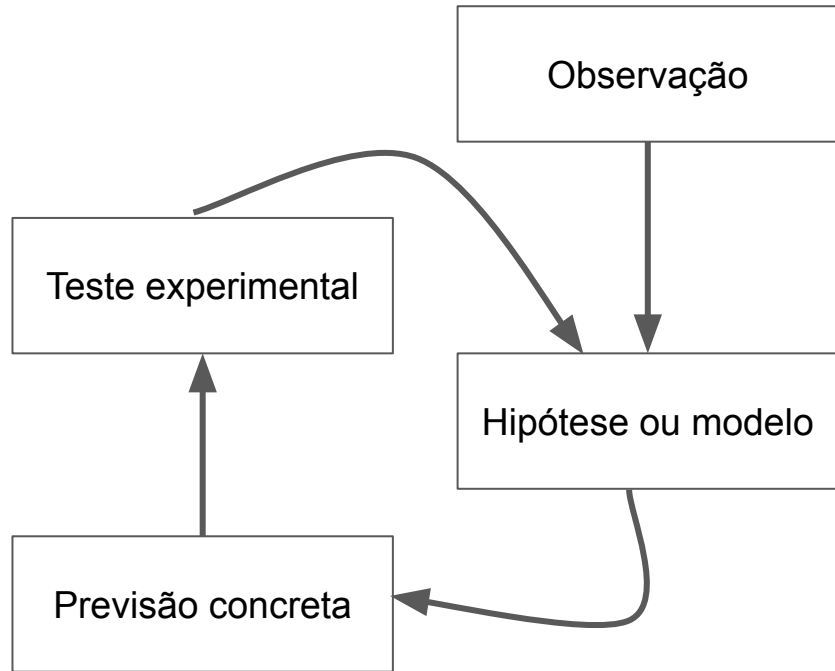 Observação
Teste experimental
Hipótese ou modelo
Previsão concreta